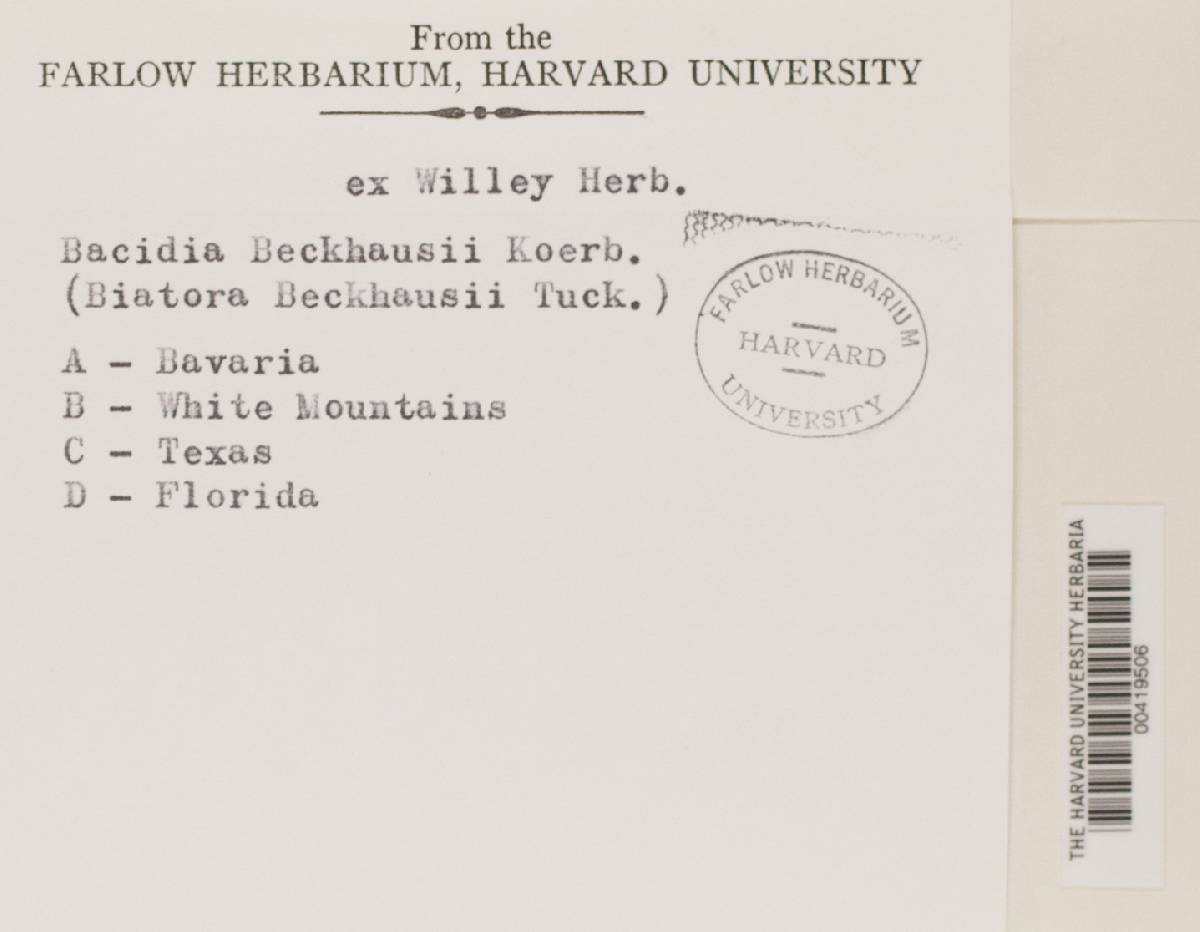 From the
FARLOW HERBARIUM, HARVARD UNIVERSITY
ex Willey Herb.
Bacidia Beckhausii Koerb.
(Biatora Beckhausii Tuck.)
A - Bavaria
B - White Mountains
C - Texas
D - Florida
FARLOW HERBARIUM
HARVARD
UNIVERSITY
THE HARVARD UNIVERSITY HERBARIA
00419506